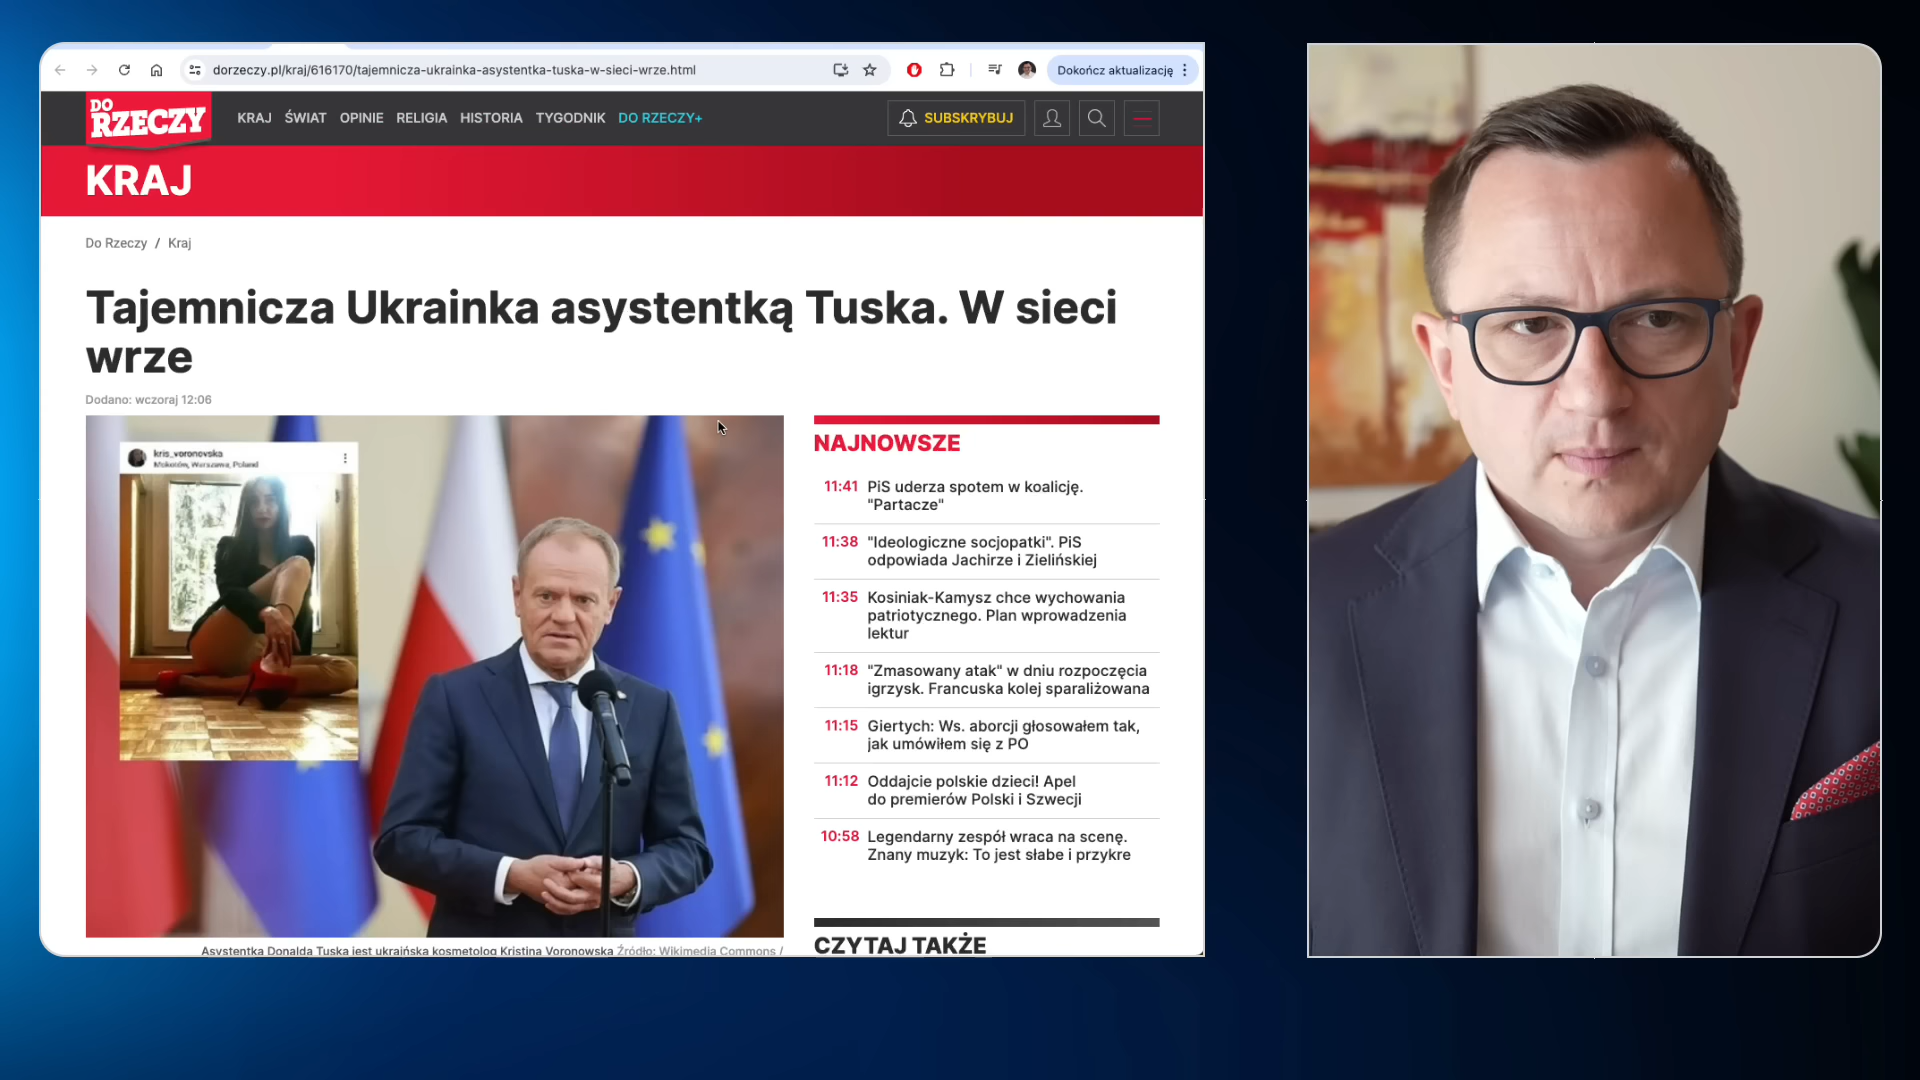 dorzeczy.pl/kraj/616170/tajemnicza-ukrainka-asystentka-tuska-w-sieci-wrze.html
Dokończ aktualizację
DO RZECZY
KRAJ ŚWIAT OPINIE RELIGIA HISTORIA TYGODNIK DO RZECZY+
SUBSKRYBUJ
KRAJ
Do Rzeczy / Kraj
Tajemnicza Ukrainka asystentką Tuska. W sieci
wrze
Dodano: wczoraj 12:06
kris_voronovska
Mokotów, Warszawa, Poland
Asystentką Donalda Tuska jest ukraińska kosmetolog Kristina Voronowska Źródło: Wikimedia Commons /
NAJNOWSZE
11:41 PiS uderza spotem w koalicję.
"Partacze"
11:38 "Ideologiczne socjopatki". PiS
odpowiada Jachirze i Zielińskiej
11:35 Kosiniak-Kamysz chce wychowania
patriotycznego. Plan wprowadzenia
lektur
11:18 "Zmasowany atak" w dniu rozpoczęcia
igrzysk. Francuska kolej sparaliżowana
11:15 Giertych: Ws. aborcji głosowałem tak,
jak umówiłem się z PO
11:12 Oddajcie polskie dzieci! Apel
do premierów Polski i Szwecji
10:58 Legendarny zespół wraca na scenę.
Znany muzyk: To jest słabe i przykre
CZYTAJ TAKŻE